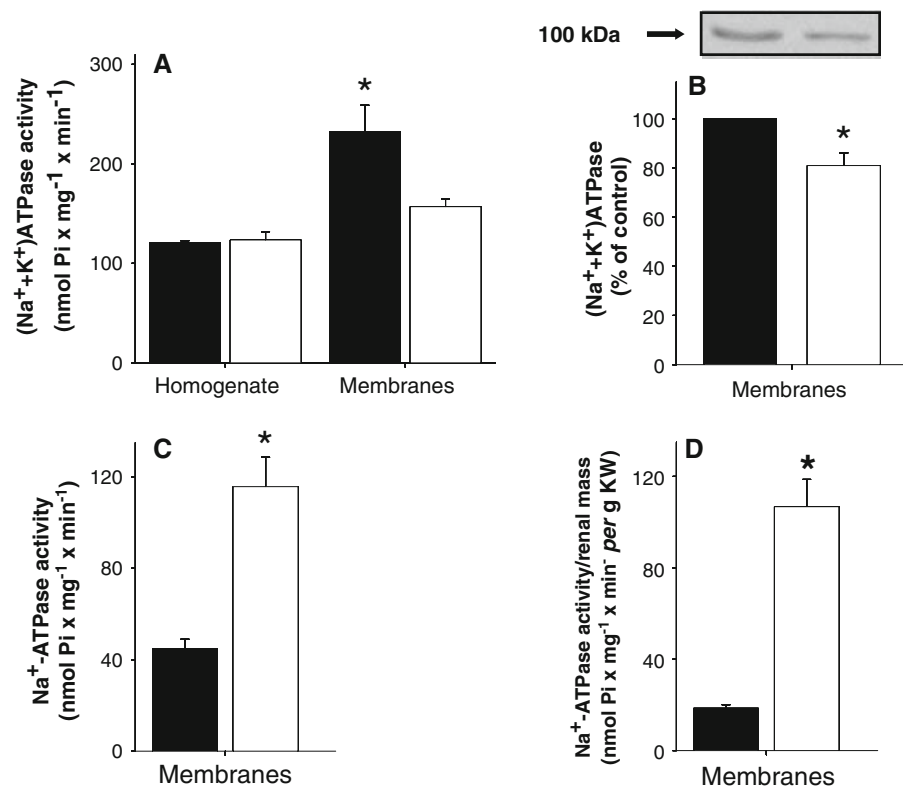 A
(Na⁺+K⁺)ATPase activity
(nmol Pi x mg⁻¹ x min⁻¹)
300
200
100
0
*
Homogenate
Membranes
100 kDa
B
(Na⁺+K⁺)ATPase
(% of control)
100
80
60
40
20
0
*
Membranes
C
Na⁺-ATPase activity
(nmol Pi x mg⁻¹ x min⁻¹)
120
80
40
0
*
Membranes
D
Na⁺-ATPase activity/renal mass
(nmol Pi x mg⁻¹ x min⁻ per g KW)
120
80
40
0
*
Membranes